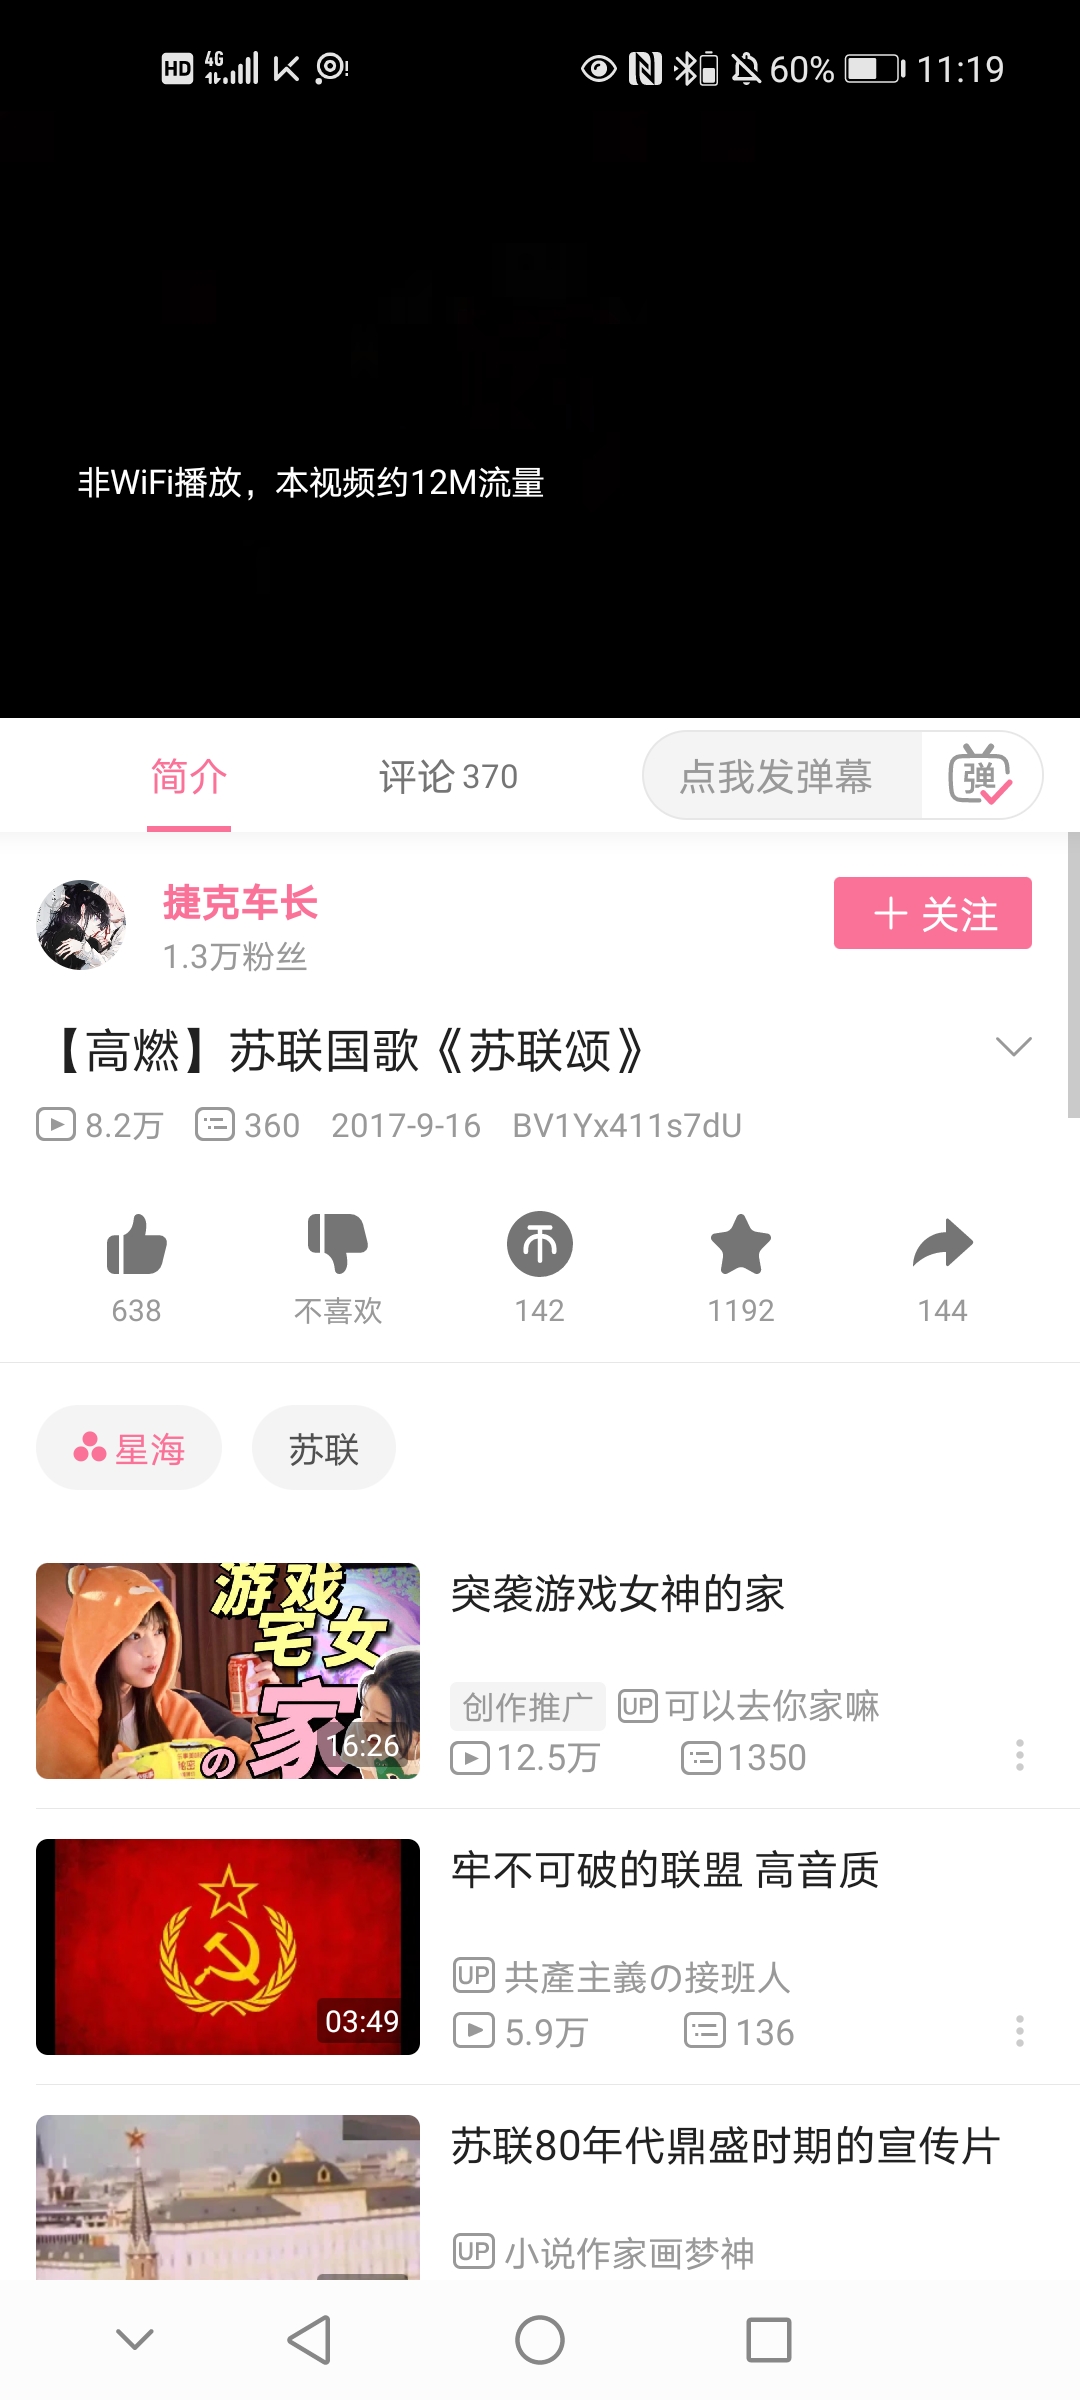 HD 4G 60% 11:19
非WiFi播放，本视频约12M流量
简介 评论 370 点我发弹幕 弹
捷克车长
1.3万粉丝
关注
【高燃】苏联国歌《苏联颂》
8.2万 360 2017-9-16 BV1Yx411s7dU
638 不喜欢 142 1192 144
星海 苏联
游戏
宅女
の家
16:26
突袭游戏女神的家
创作推广 UP 可以去你家嘛
12.5万 1350
03:49
牢不可破的联盟 高音质
UP 共產主義の接班人
5.9万 136
苏联80年代鼎盛时期的宣传片
UP 小说作家画梦神